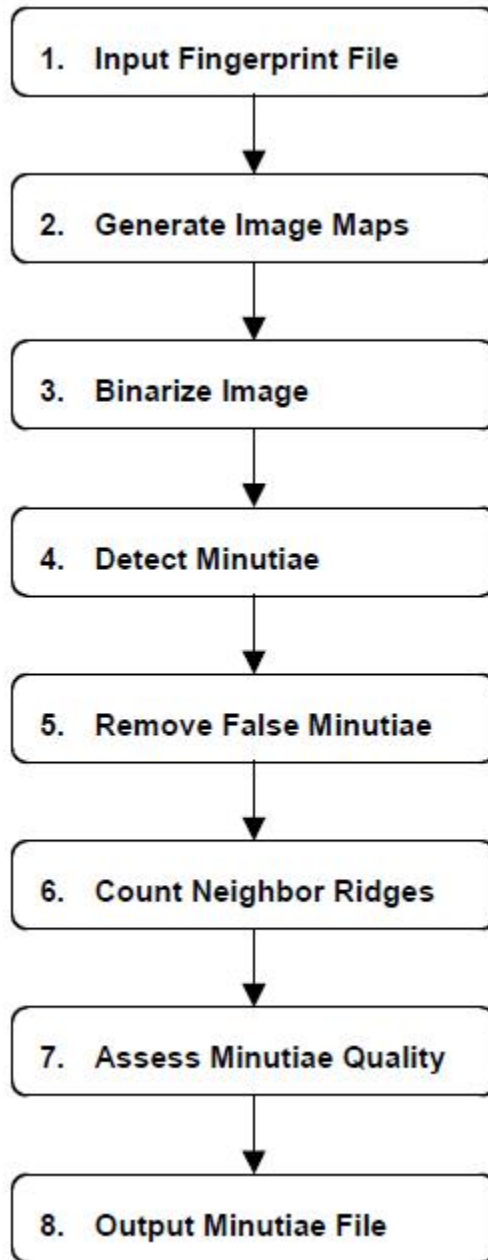 1. Input Fingerprint File
2. Generate Image Maps
3. Binarize Image
4. Detect Minutiae
5. Remove False Minutiae
6. Count Neighbor Ridges
7. Assess Minutiae Quality
8. Output Minutiae File